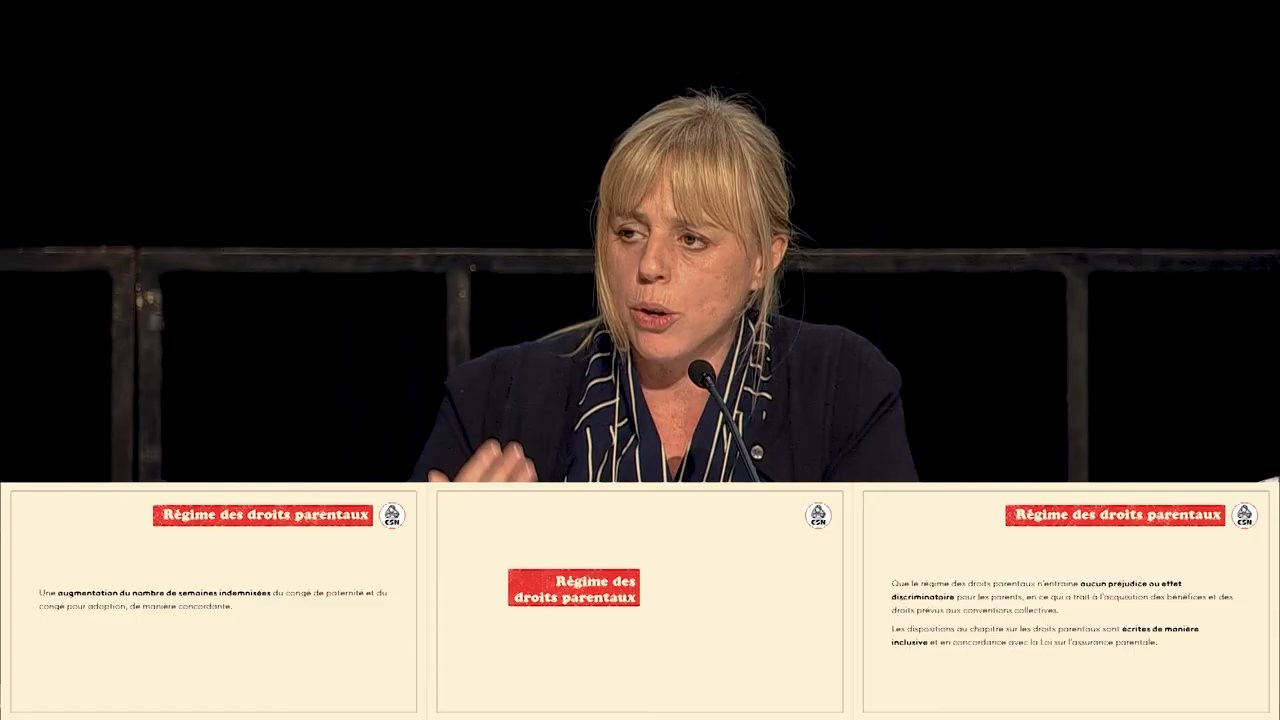 Régime des droits parentaux
CSN
Une augmentation du nombre de semaines indemnisées du congé de paternité et du
congé pour adoption, de manière concordante.
CSN
Régime des
droits parentaux
Régime des droits parentaux
CSN
Que le régime des droits parentaux n'entraine aucun préjudice ou effet
discriminatoire pour les parents, en ce qui a trait à l'acquisition des bénéfices et des
droits prévus aux conventions collectives.
Les dispositions au chapitre sur les droits parentaux sont écrites de manière
inclusive et en concordance avec la Loi sur l'assurance parentale.